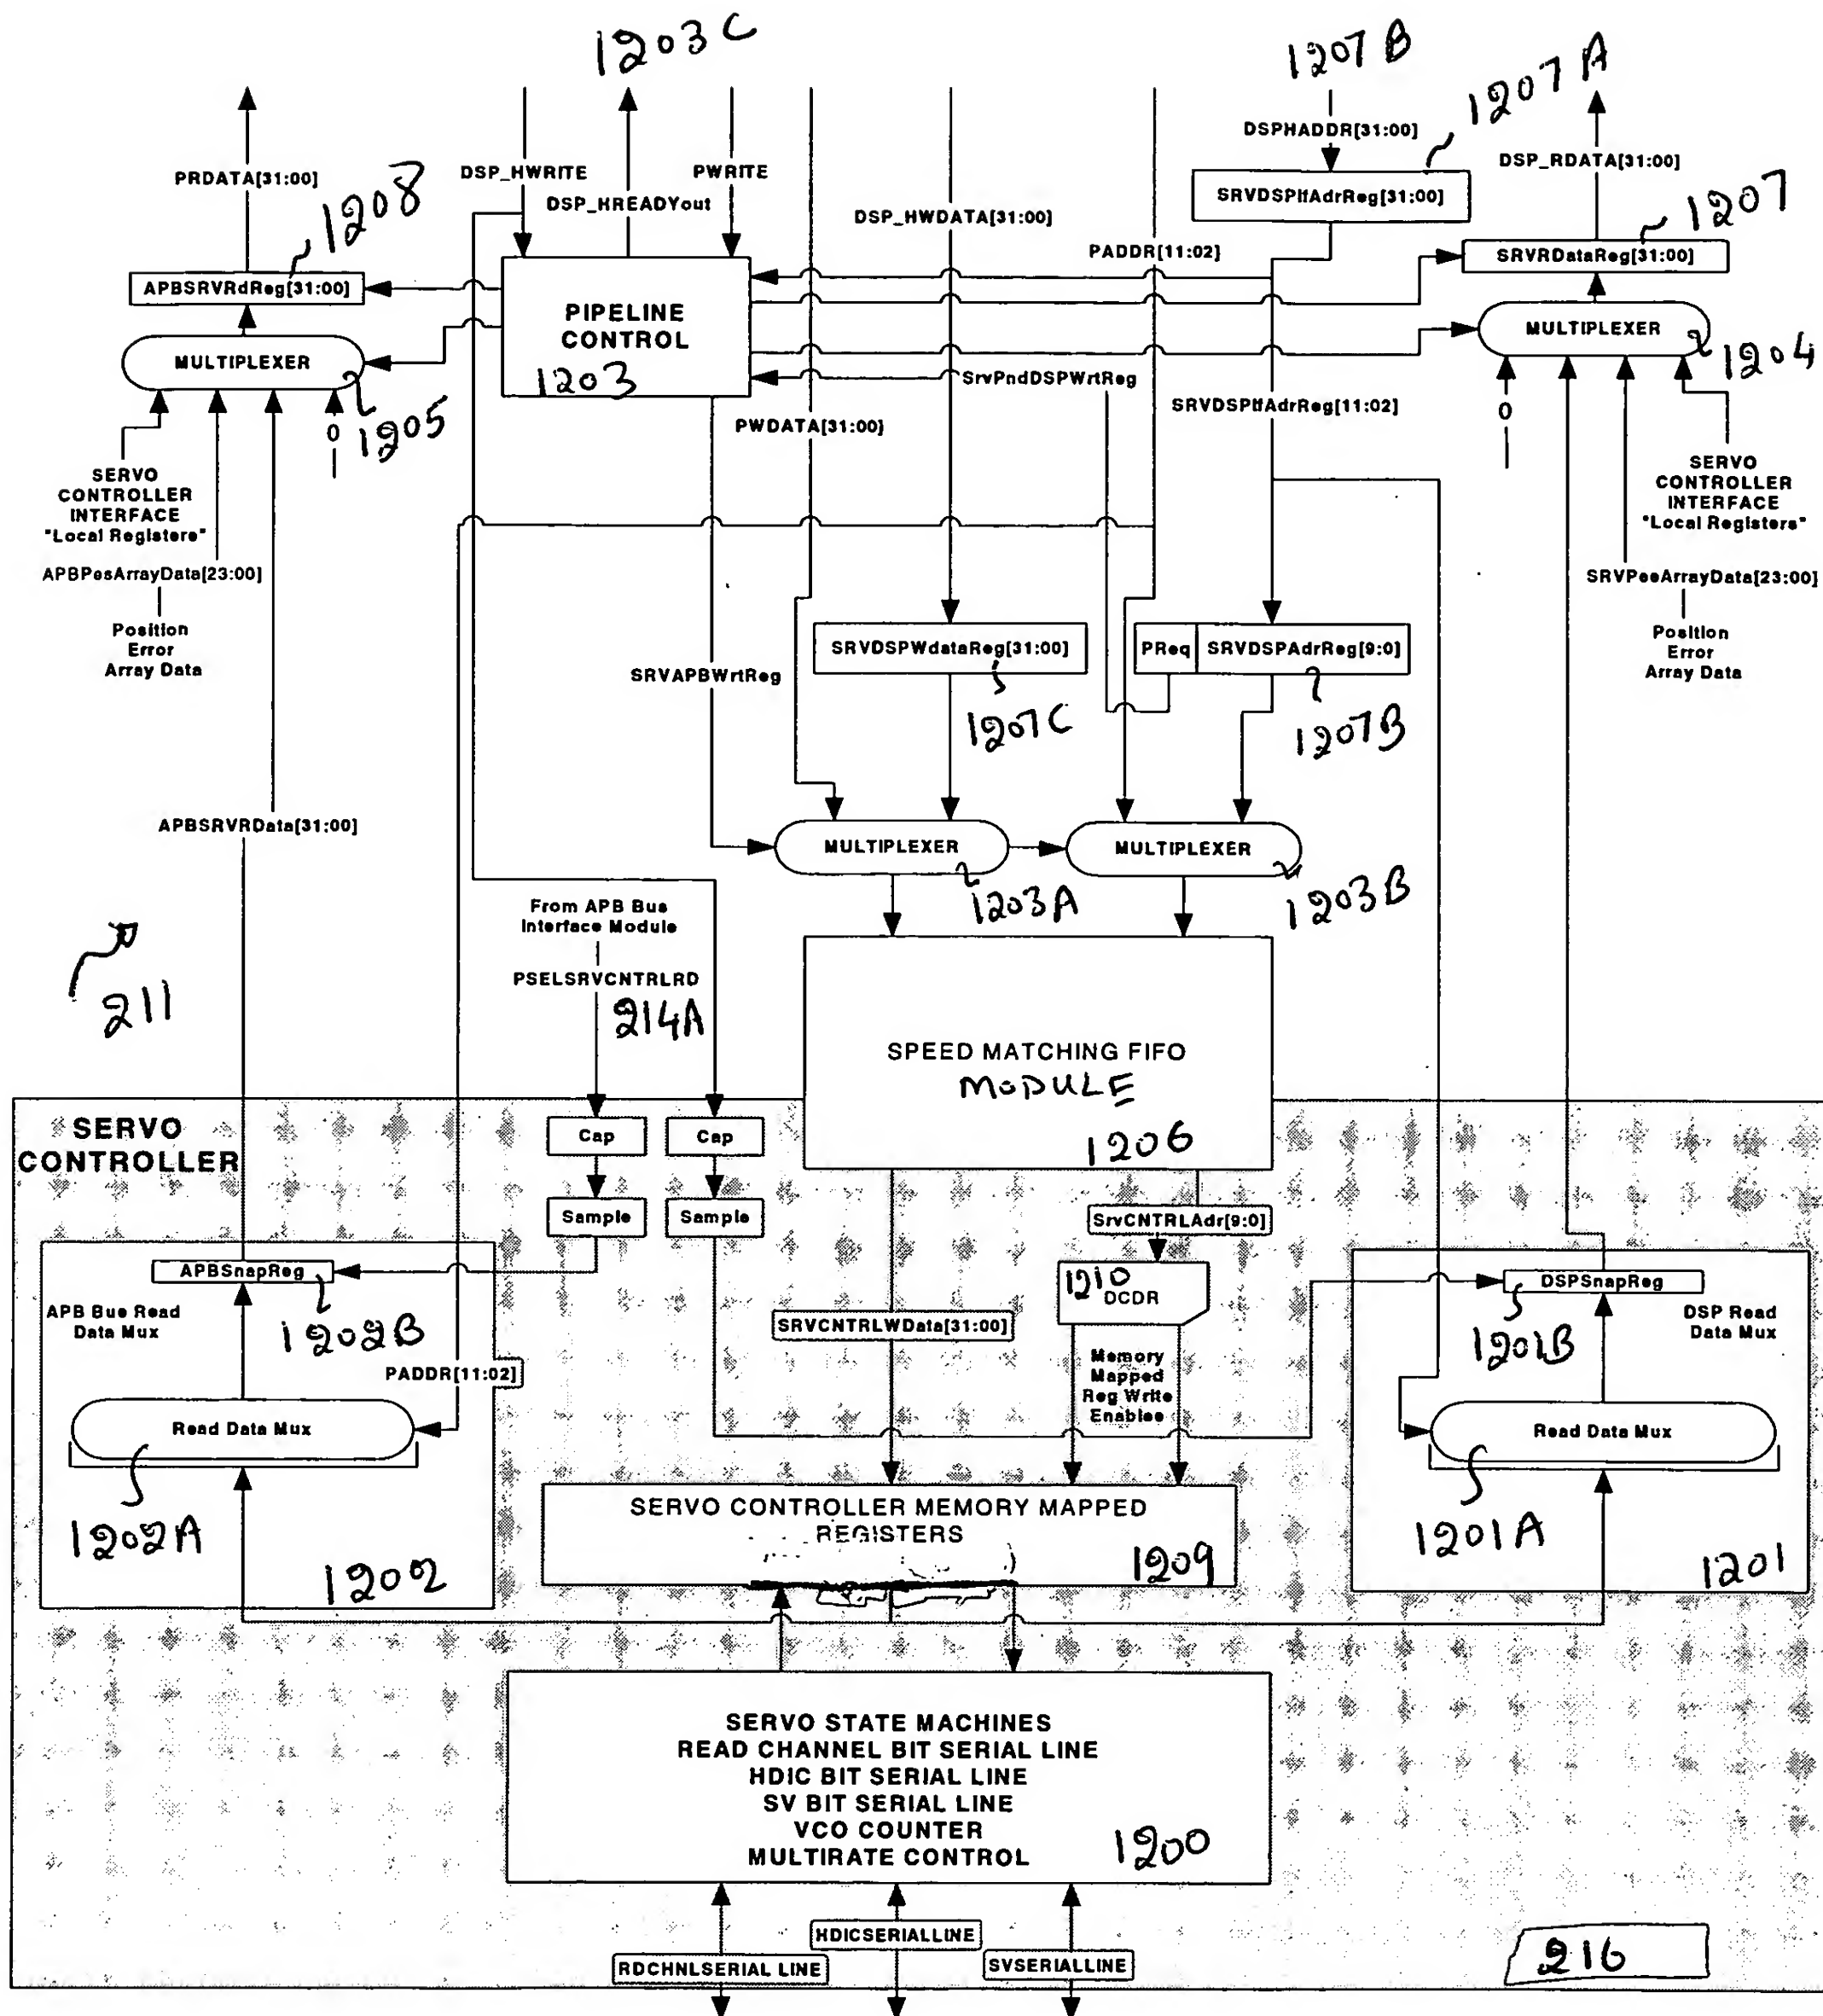 1203C
1207B
1207A
DSPHADDR[31:00]
PRDATA[31:00]
DSP_HWRITE
PWRITE
DSP_RDATA[31:00]
DSP_HREADYout
SRVDSPIfAdrReg[31:00]
1208
DSP_HWDATA[31:00]
1207
PADDR[11:02]
SRVRDataReg[31:00]
APBSRVRdReg[31:00]
PIPELINE
CONTROL
1203
MULTIPLEXER
MULTIPLEXER
1204
SrvPndDSPWrtReg
SRVDSPIfAdrReg[11:02]
0
1205
PWDATA[31:00]
0
SERVO
CONTROLLER
INTERFACE
"Local Registers"
SERVO
CONTROLLER
INTERFACE
"Local Registers"
APBPesArrayData[23:00]
SRVPesArrayData[23:00]
Position
Error
Array Data
Position
Error
Array Data
SRVAPBWrtReg
SRVDSPWdataReg[31:00]
PReq
SRVDSPAdrReg[9:0]
1207C
1207B
APBSRVRData[31:00]
MULTIPLEXER
MULTIPLEXER
1203A
1203B
From APB Bus
Interface Module
PSELSRVCNTRLRD
214A
211
SPEED MATCHING FIFO
MODULE
1206
SERVO
CONTROLLER
Cap
Cap
Sample
Sample
SrvCNTRLAdr[9:0]
APBSnapReg
1210
DCDR
DSPSnapReg
APB Bus Read
Data Mux
1202B
SRVCNTRLWData[31:00]
1201B
DSP Read
Data Mux
PADDR[11:02]
Memory
Mapped
Reg Write
Enables
Read Data Mux
Read Data Mux
1202A
1202
SERVO CONTROLLER MEMORY MAPPED
REGISTERS
1209
1201A
1201
SERVO STATE MACHINES
READ CHANNEL BIT SERIAL LINE
HDIC BIT SERIAL LINE
SV BIT SERIAL LINE
VCO COUNTER
MULTIRATE CONTROL
1200
HDICSERIALLINE
RDCHNLSERIAL LINE
SVSERIALLINE
216